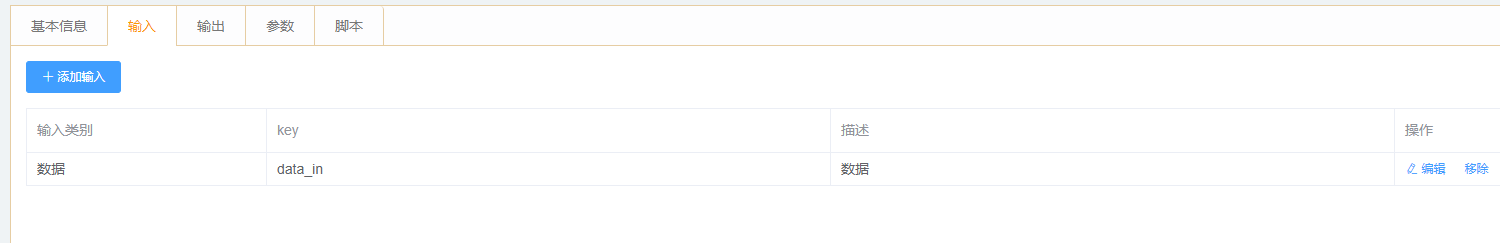 基本信息 输入 输出 参数 脚本
添加输入
输入类别 key 描述 操作
数据 data_in 数据 编辑 移除